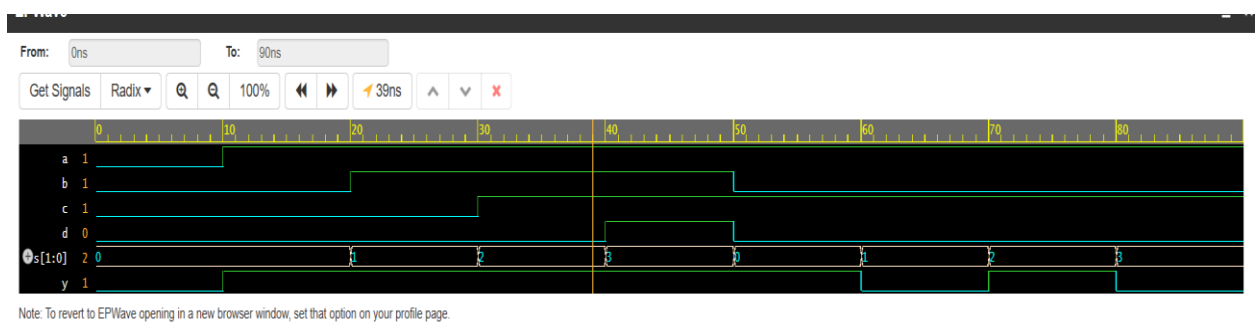 EPWave
From: 0ns To: 90ns
Get Signals Radix 100% 39ns
0 10 20 30 40 50 60 70 80
a 1
b 1
c 1
d 0
s[1:0] 2 0 1 2 3 0 1 2 3
y 1
Note: To revert to EPWave opening in a new browser window, set that option on your profile page.